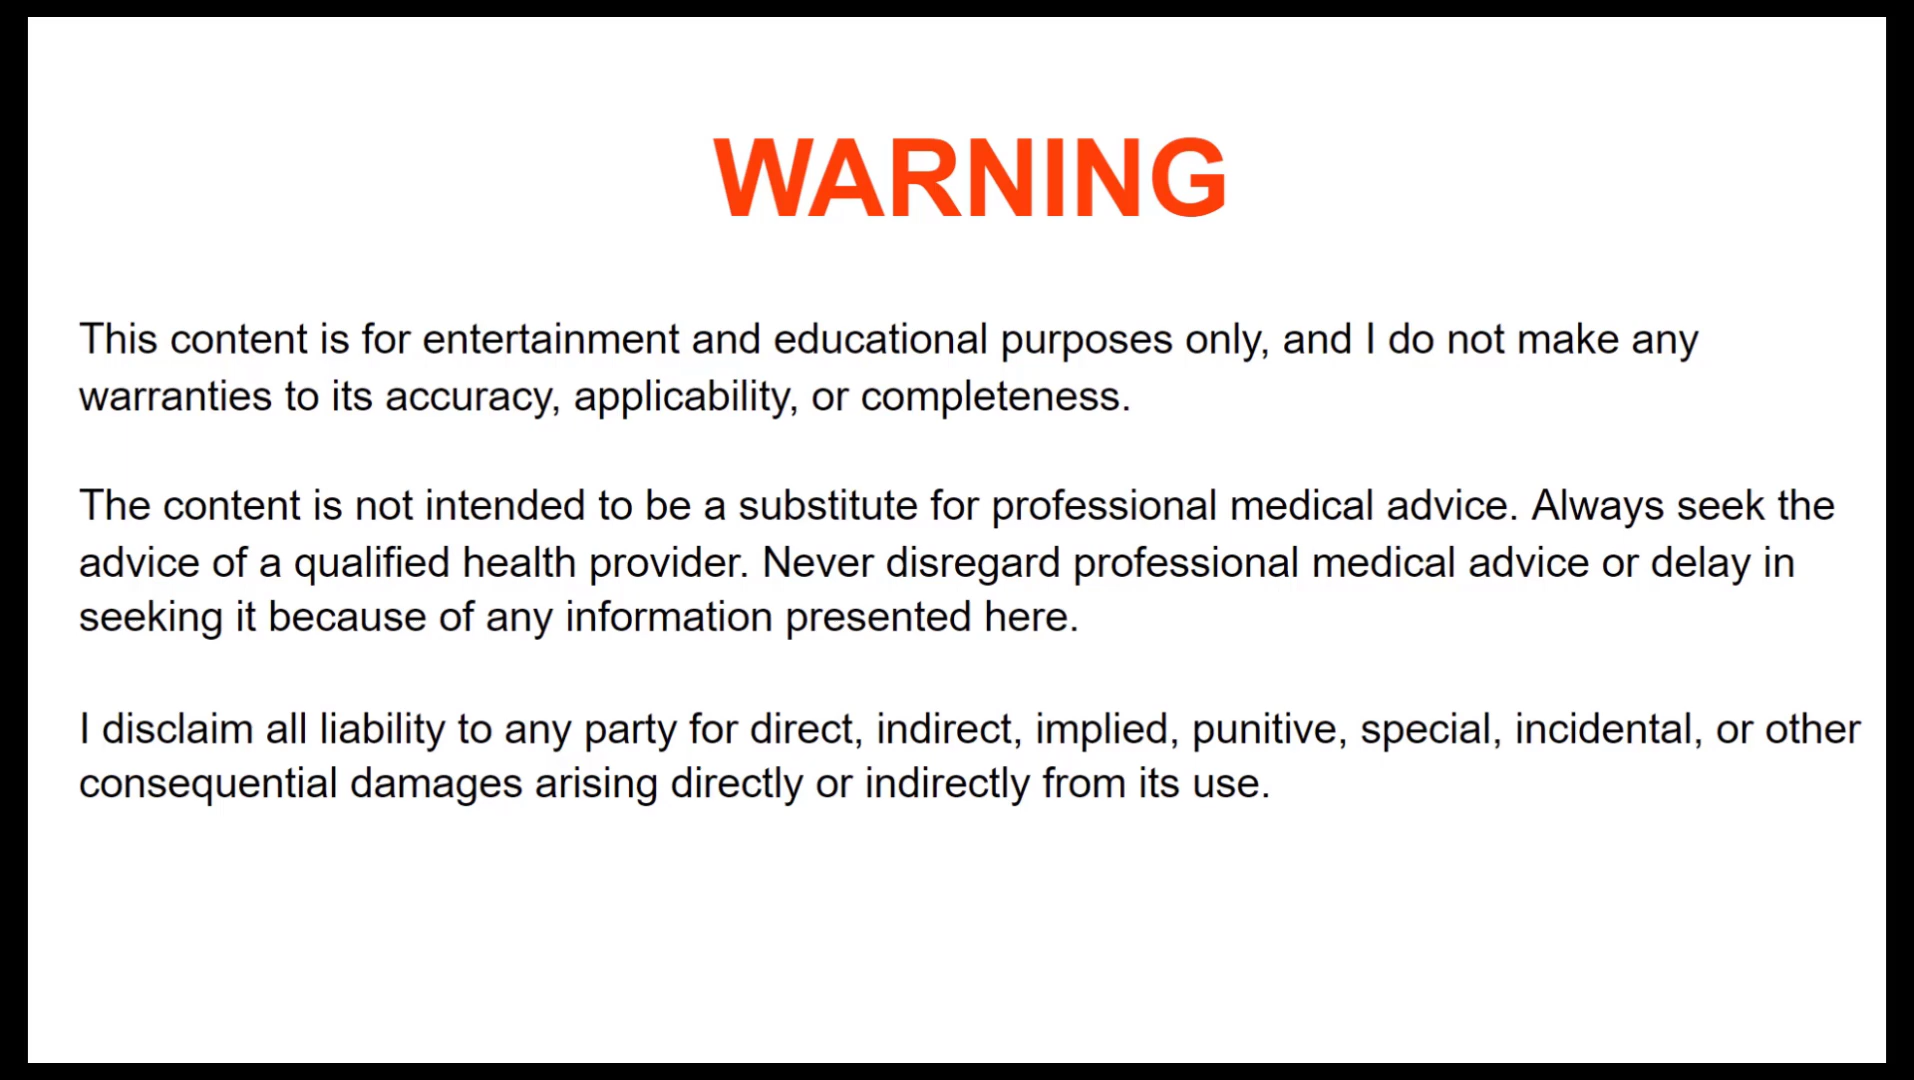 WARNING
This content is for entertainment and educational purposes only, and I do not make any
warranties to its accuracy, applicability, or completeness.
The content is not intended to be a substitute for professional medical advice. Always seek the
advice of a qualified health provider. Never disregard professional medical advice or delay in
seeking it because of any information presented here.
I disclaim all liability to any party for direct, indirect, implied, punitive, special, incidental, or other
consequential damages arising directly or indirectly from its use.